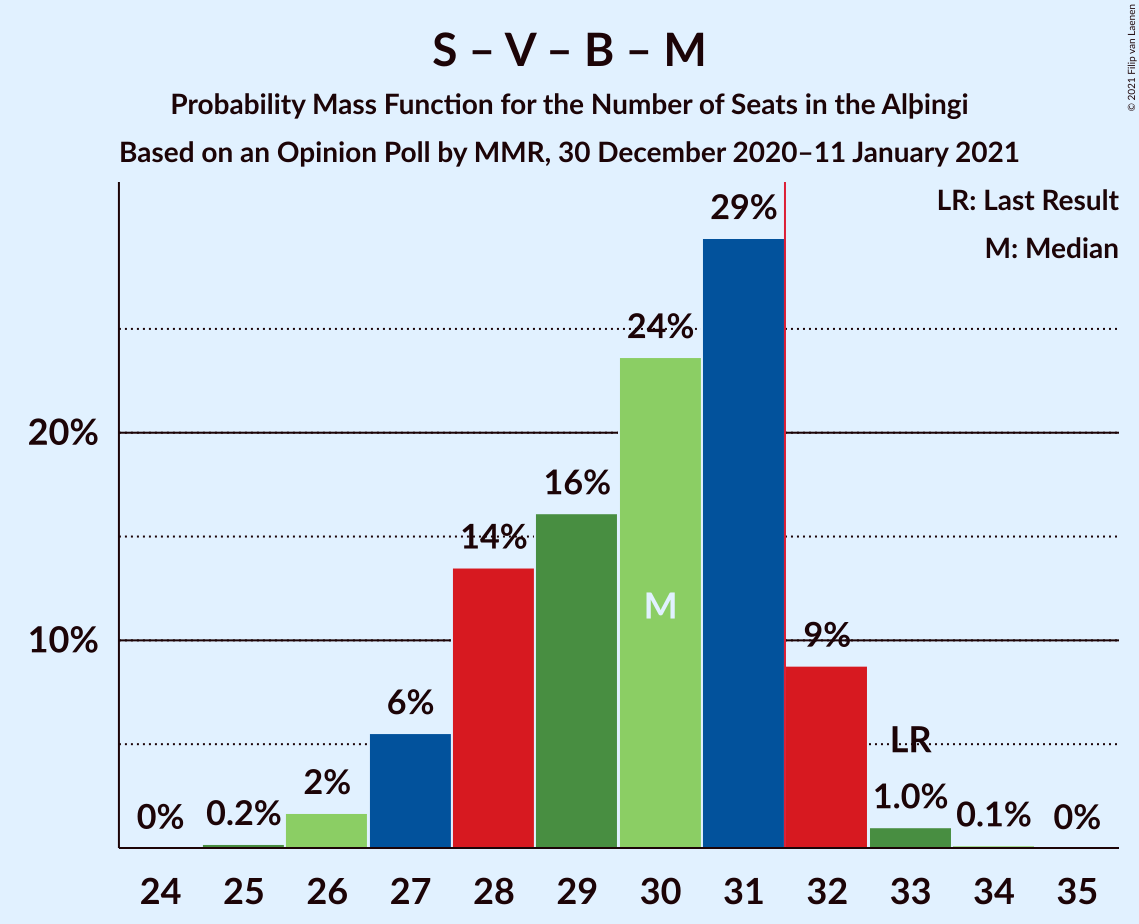 S – V – B – M
Probability Mass Function for the Number of Seats in the Alþingi
Based on an Opinion Poll by MMR, 30 December 2020–11 January 2021
© 2021 Filip van Laenen
LR: Last Result
M: Median
20%
10%
0%
0.2%
2%
6%
14%
16%
24%
29%
9%
1.0%
0.1%
0%
M
LR
24 25 26 27 28 29 30 31 32 33 34 35